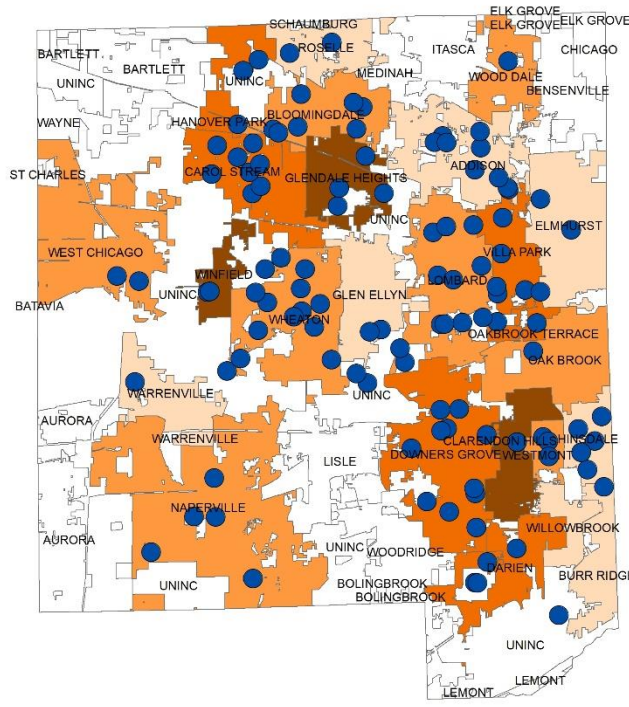 ELK GROVE
SCHAUMBURG
ELK GROVE
ELK GROVE
ROSELLE
BARTLETT
ITASCA
CHICAGO
BARTLETT
MEDINAH
UNINC
UNINC
WOOD DALE
BENSENVILLE
WAYNE
HANOVER PARK
BLOOMINGDALE
ADDISON
ST CHARLES
CAROL STREAM
GLENDALE HEIGHTS
UNINC
ELMHURST
WEST CHICAGO
VILLA PARK
WINFIELD
LOMBARD
UNINC
GLEN ELLYN
BATAVIA
WHEATON
OAKBROOK TERRACE
OAK BROOK
WARRENVILLE
UNINC
AURORA
WARRENVILLE
CLARENDON HILLS
HINSDALE
LISLE
DOWNERS GROVE
WESTMONT
NAPERVILLE
WILLOWBROOK
AURORA
UNINC
WOODRIDGE
DARIEN
UNINC
BOLINGBROOK
BURR RIDGE
BOLINGBROOK
UNINC
LEMONT
LEMONT